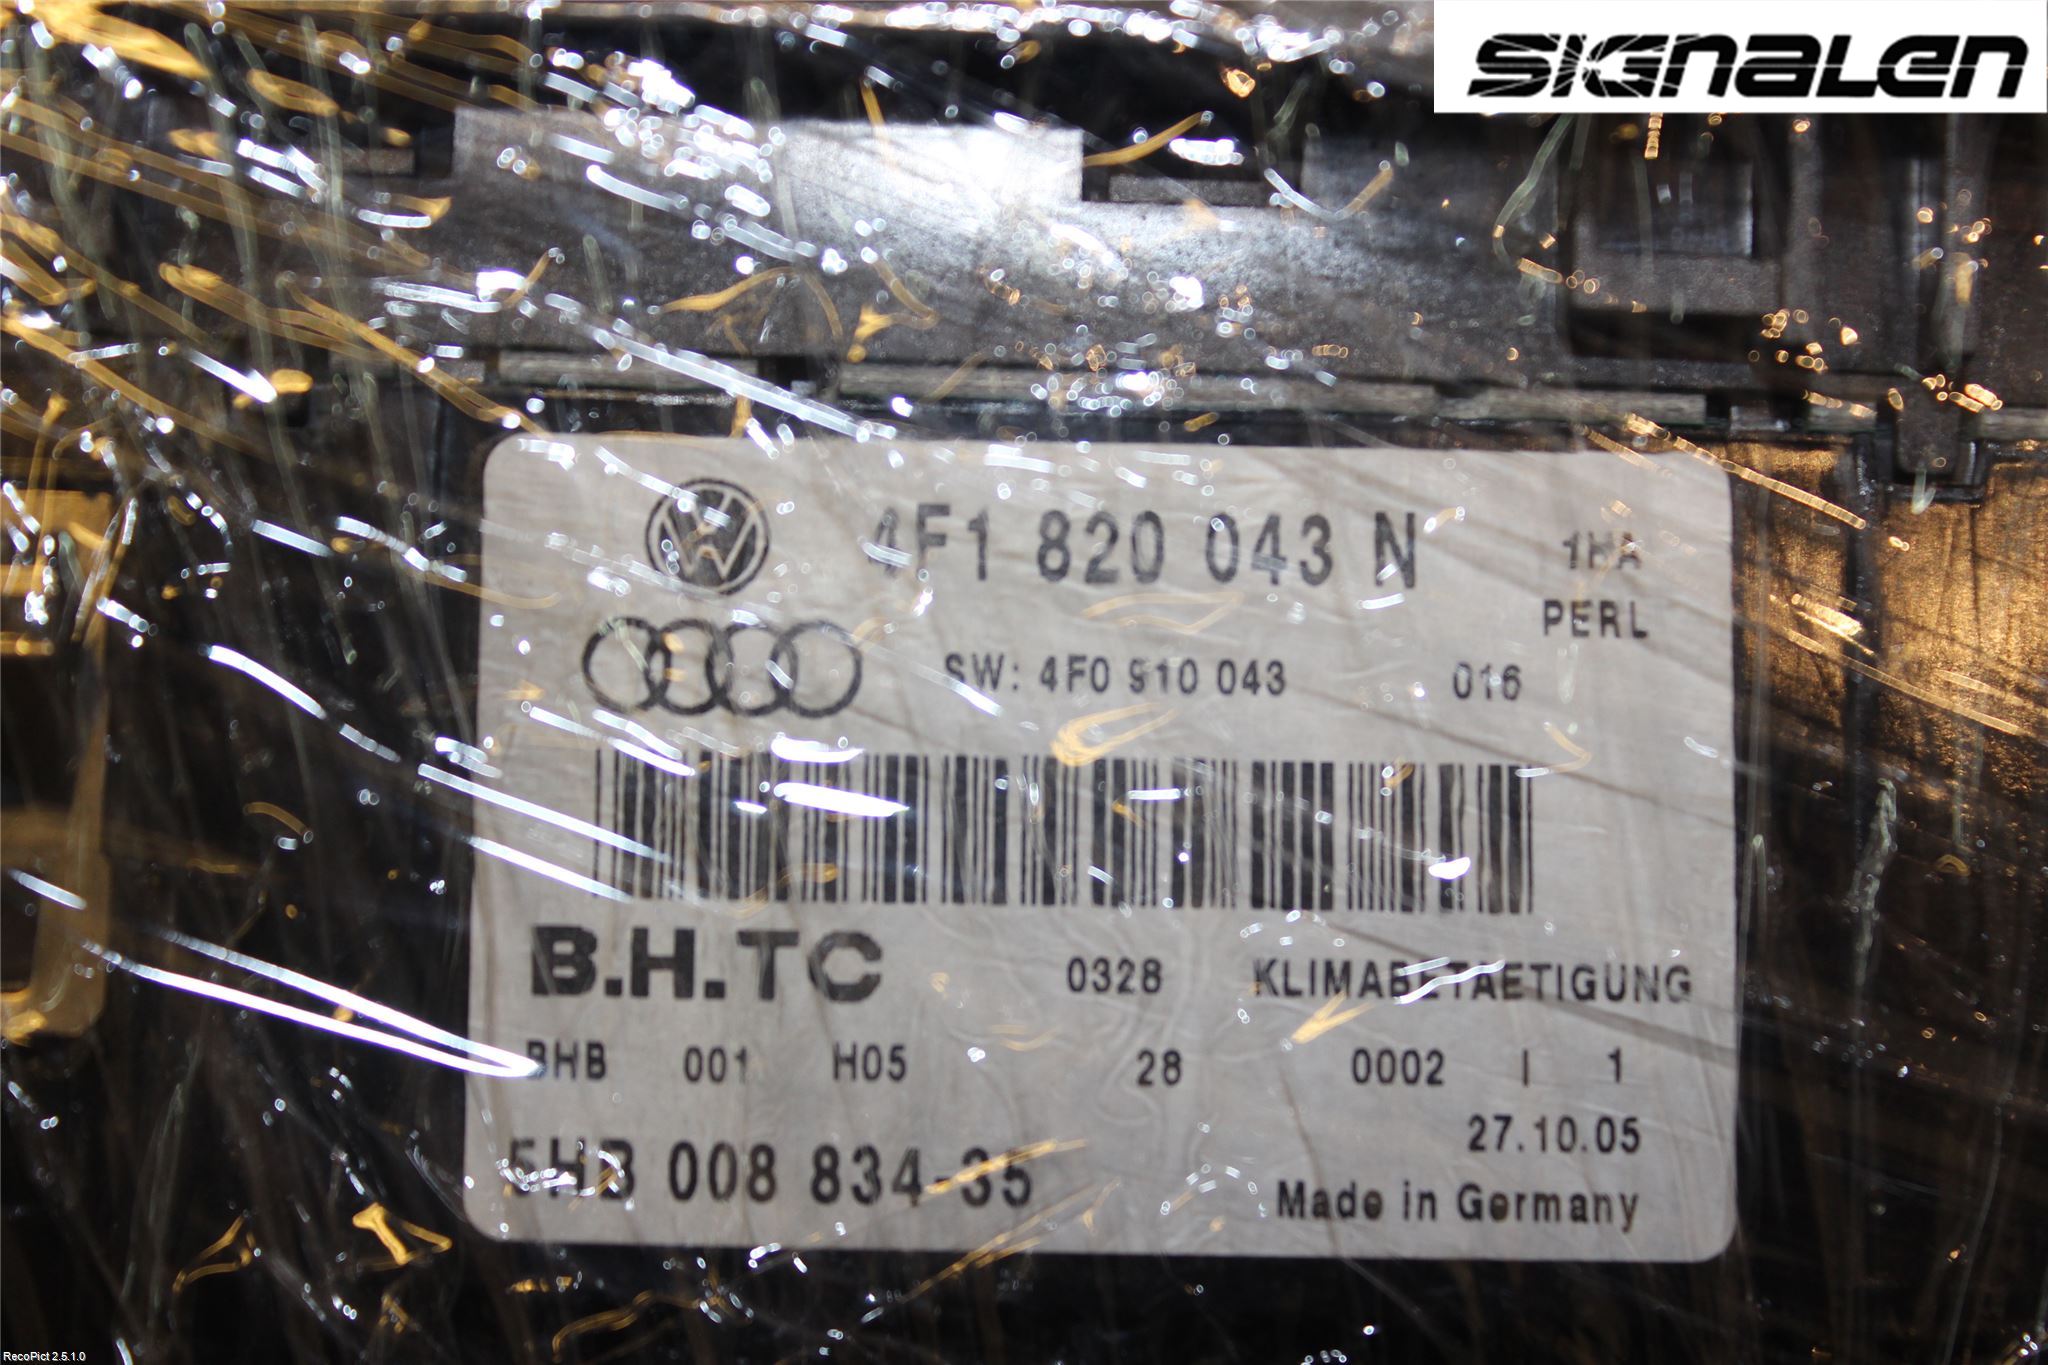 SIGNALEN
4F1 820 043 N 1HA
PERL
SW: 4F0 910 043 016
B.H.TC 0328 KLIMABETAETIGUNG
BHB 001 H05 28 0002 I 1
27.10.05
5HB 008 834-35
Made in Germany
RecoPict 2.5.1.0